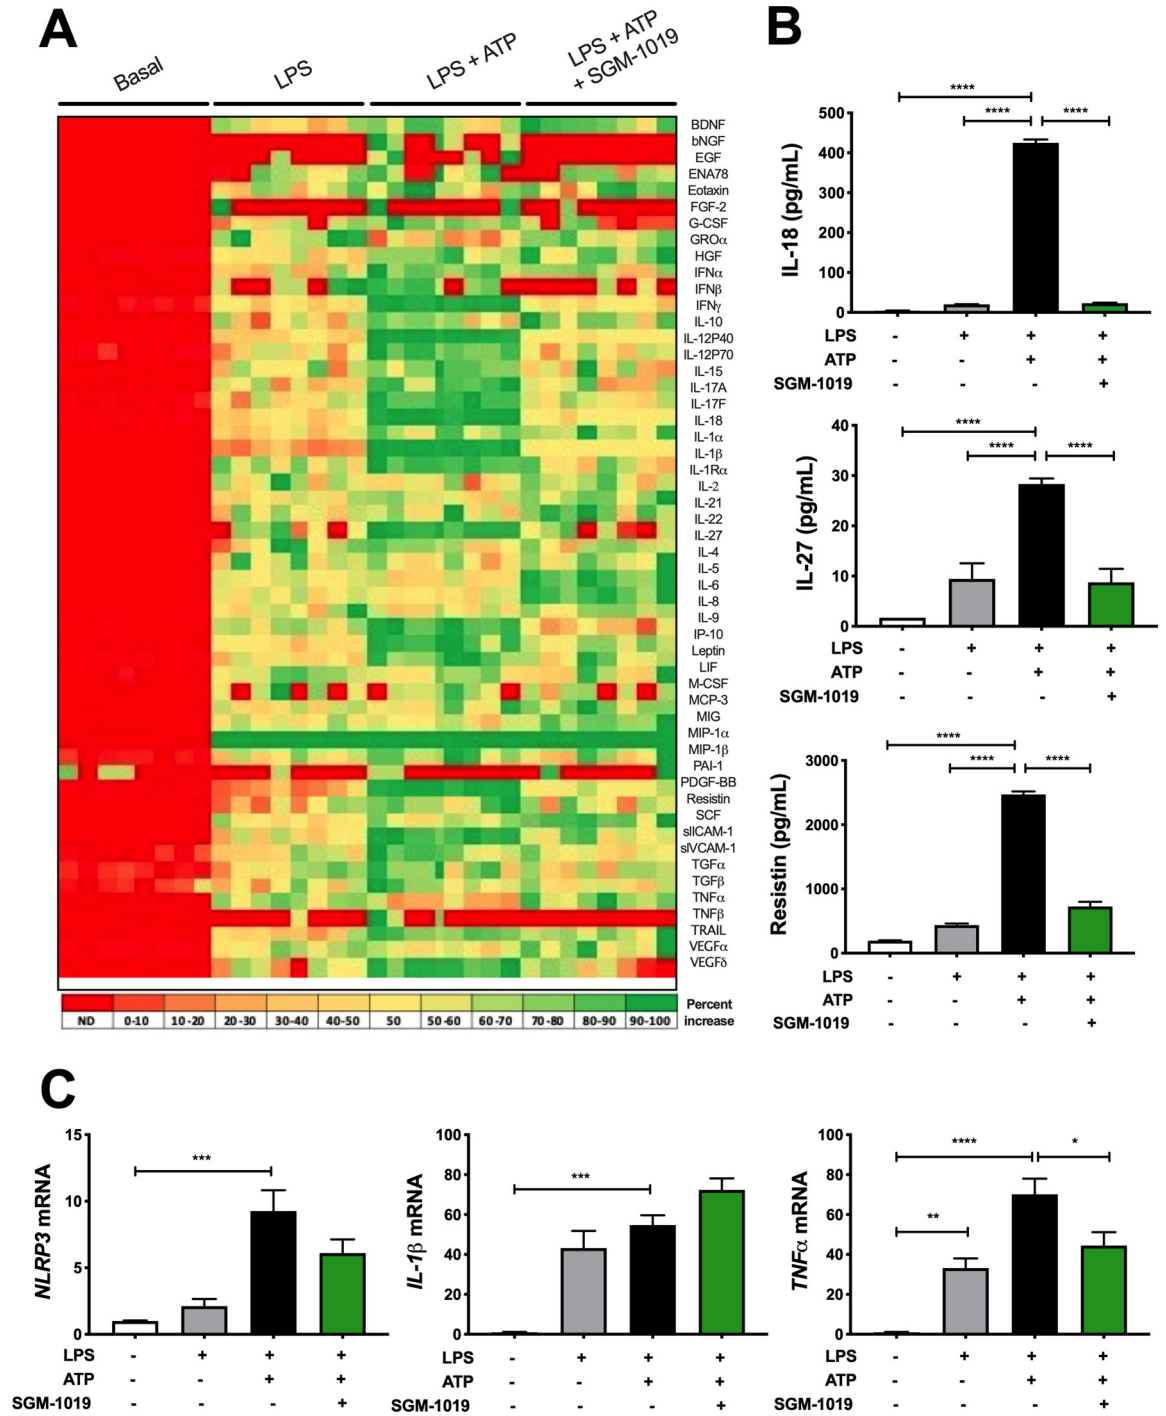 A
Basal
LPS
LPS + ATP
LPS + ATP
+ SGM-1019
BDNF
bNGF
EGF
ENA78
Eotaxin
FGF-2
G-CSF
GROα
HGF
IFNα
IFNβ
IFNγ
IL-10
IL-12P40
IL-12P70
IL-15
IL-17A
IL-17F
IL-18
IL-1α
IL-1β
IL-1Rα
IL-2
IL-21
IL-22
IL-27
IL-4
IL-5
IL-6
IL-8
IL-9
IP-10
Leptin
LIF
M-CSF
MCP-3
MIG
MIP-1α
MIP-1β
PAI-1
PDGF-BB
Resistin
SCF
sIICAM-1
sIVCAM-1
TGFα
TGFβ
TNFα
TNFβ
TRAIL
VEGFα
VEGFδ
Percent
increase
ND 0-10 10-20 20-30 30-40 40-50 50 50-60 60-70 70-80 80-90 90-100
B
IL-18 (pg/mL)
500
400
300
200
100
0
****
**** ****
LPS - + + +
ATP - - + +
SGM-1019 - - - +
IL-27 (pg/mL)
40
30
20
10
0
****
**** ****
LPS - + + +
ATP - - + +
SGM-1019 - - - +
Resistin (pg/mL)
3000
2000
1000
0
****
**** ****
LPS - + + +
ATP - - + +
SGM-1019 - - - +
C
NLRP3 mRNA
15
10
5
0
***
LPS - + + +
ATP - - + +
SGM-1019 - - - +
IL-1β mRNA
100
80
60
40
20
0
***
LPS - + + +
ATP - - + +
SGM-1019 - - - +
TNFα mRNA
100
80
60
40
20
0
**** *
**
LPS - + + +
ATP - - + +
SGM-1019 - - - +